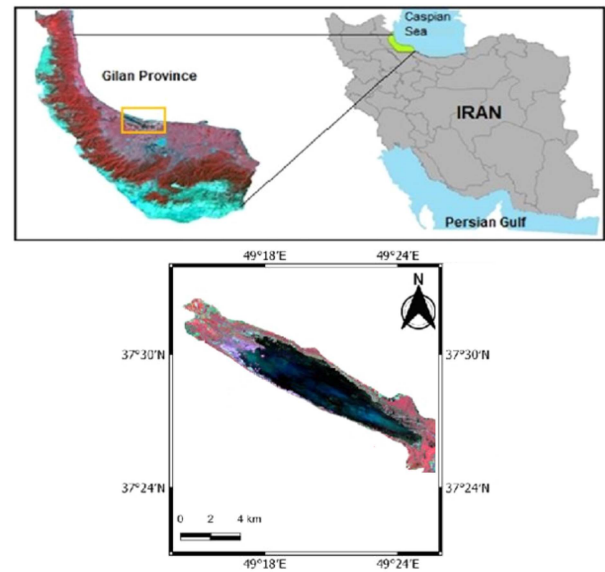 Caspian
Sea
Gilan Province
IRAN
Persian Gulf
49°18'E 49°24'E
N
37°30'N 37°30'N
37°24'N 37°24'N
0 2 4 km
49°18'E 49°24'E